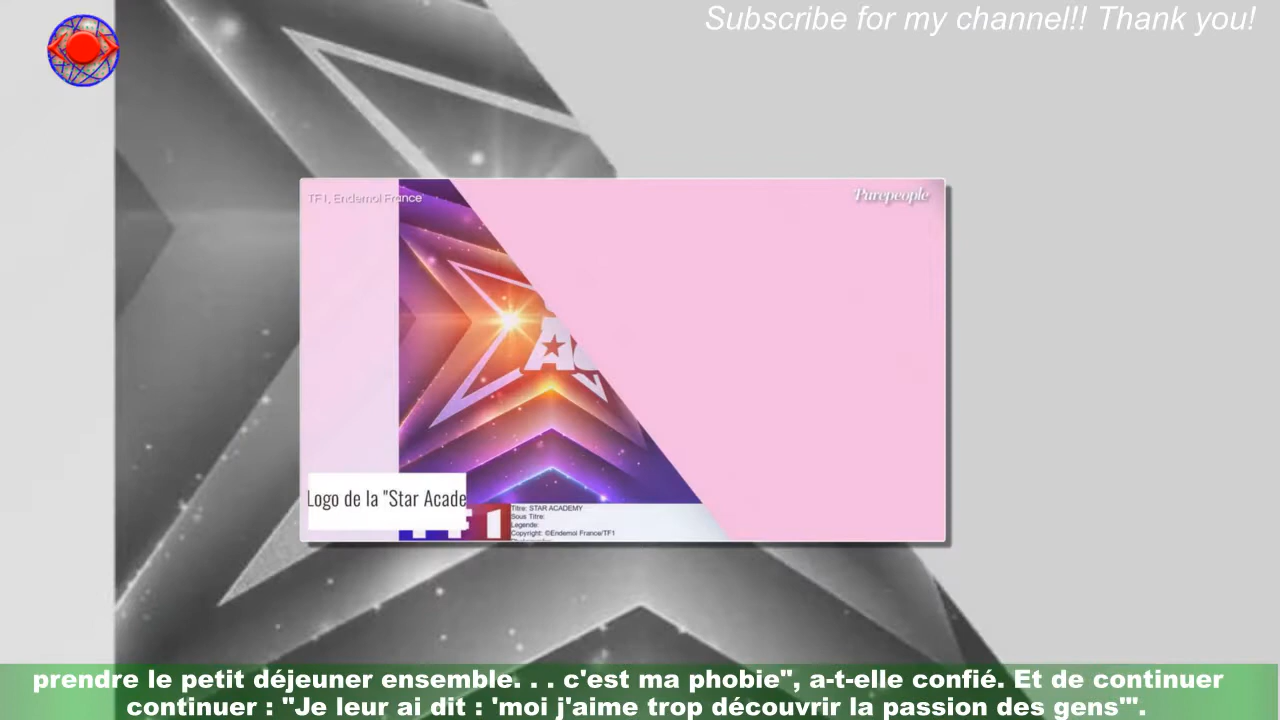 Subscribe for my channel!! Thank you!
TF1, Endemol France
Purepeople
Logo de la "Star Acade
Titre: STAR ACADEMY
Sous Titre:
Legende:
Copyright: ©Endemol France/TF1
prendre le petit déjeuner ensemble. . . c'est ma phobie", a-t-elle confié. Et de continuer
continuer : "Je leur ai dit : 'moi j'aime trop découvrir la passion des gens'".